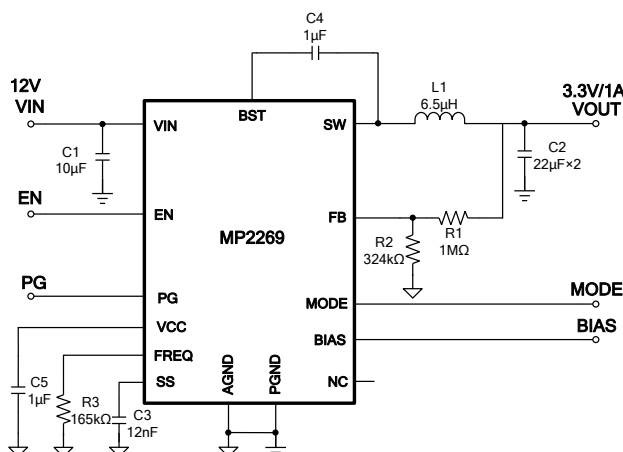 C4
1μF
12V
VIN
C1
10μF
VIN
BST
SW
L1
6.5μH
3.3V/1A
VOUT
C2
22μF×2
EN
EN
MP2269
FB
R2
324kΩ
R1
1MΩ
PG
PG
MODE
MODE
VCC
BIAS
BIAS
FREQ
SS
AGND
PGND
NC
C5
1μF
R3
165kΩ
C3
12nF